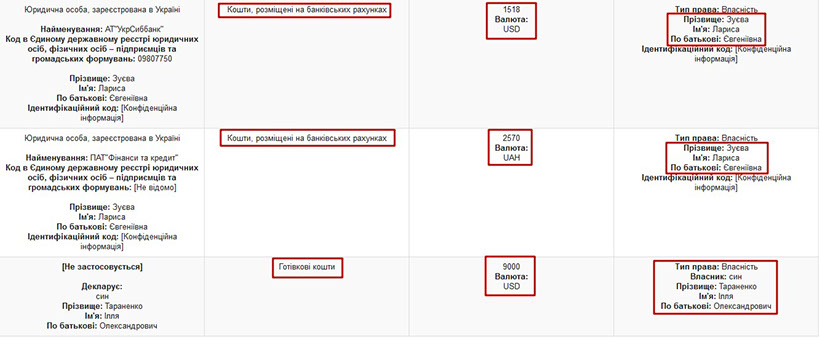 Юридична особа, зареєстрована в Україні
Найменування: АТ"УкрСиббанк"
Код в Єдиному державному реєстрі юридичних
осіб, фізичних осіб – підприємців та
громадських формувань: 09807750
Прізвище: Зуєва
Ім'я: Лариса
По батькові: Євгеніївна
Ідентифікаційний код: [Конфіденційна
інформація]
Кошти, розміщені на банківських рахунках
1518
Валюта:
USD
Тип права: Власність
Прізвище: Зуєва
Ім'я: Лариса
По батькові: Євгеніївна
Ідентифікаційний код: [Конфіденційна
інформація]
Юридична особа, зареєстрована в Україні
Найменування: ПАТ"Фінанси та кредит"
Код в Єдиному державному реєстрі юридичних
осіб, фізичних осіб – підприємців та
громадських формувань: [Не відомо]
Прізвище: Зуєва
Ім'я: Лариса
По батькові: Євгеніївна
Ідентифікаційний код: [Конфіденційна
інформація]
Кошти, розміщені на банківських рахунках
2570
Валюта:
UAH
Тип права: Власність
Прізвище: Зуєва
Ім'я: Лариса
По батькові: Євгеніївна
Ідентифікаційний код: [Конфіденційна
інформація]
[Не застосовується]
Декларує:
син
Прізвище: Тараненко
Ім'я: Ілля
По батькові: Олександрович
Готівкові кошти
9000
Валюта:
USD
Тип права: Власність
Власник: син
Прізвище: Тараненко
Ім'я: Ілля
По батькові: Олександрович